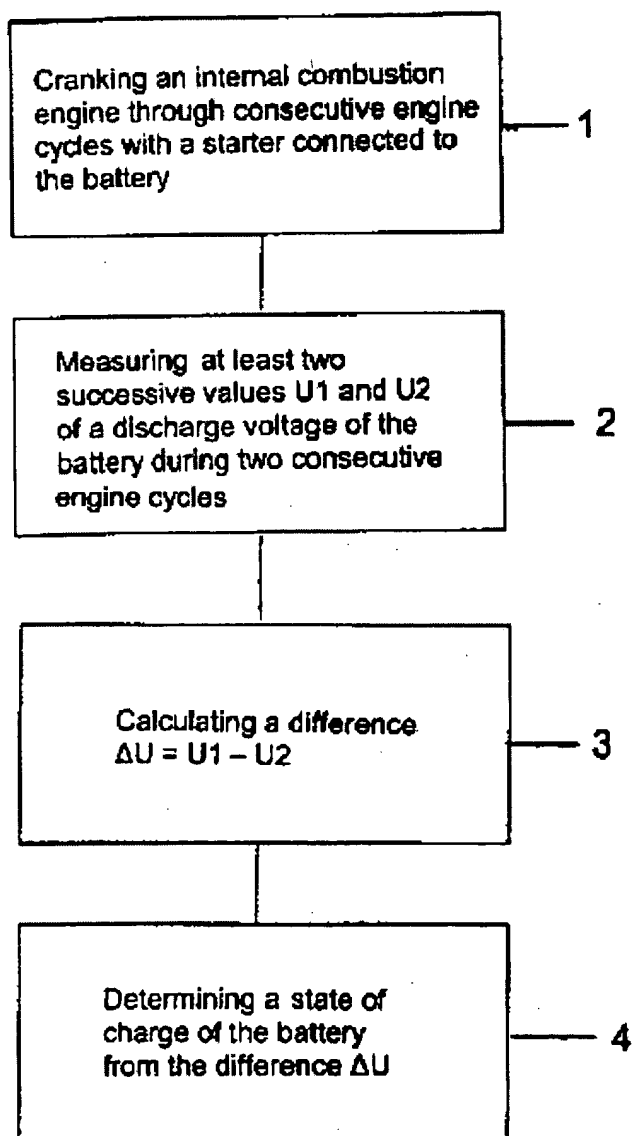 Cranking an internal combustion
engine through consecutive engine
cycles with a starter connected to
the battery
1
Measuring at least two
successive values U1 and U2
of a discharge voltage of the
battery during two consecutive
engine cycles
2
Calculating a difference
ΔU = U1 – U2
3
Determining a state of
charge of the battery
from the difference ΔU
4